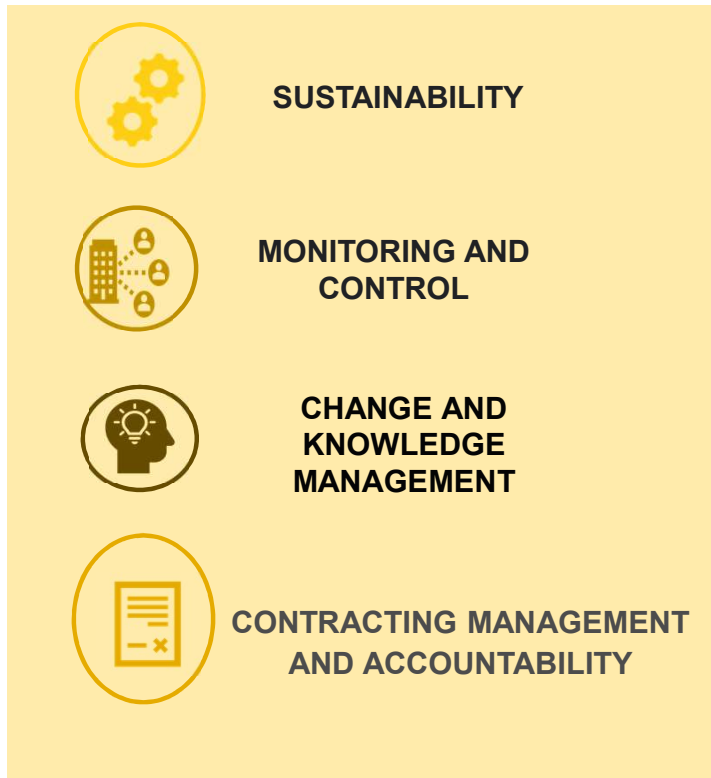 SUSTAINABILITY
MONITORING AND
CONTROL
CHANGE AND
KNOWLEDGE
MANAGEMENT
CONTRACTING MANAGEMENT
AND ACCOUNTABILITY